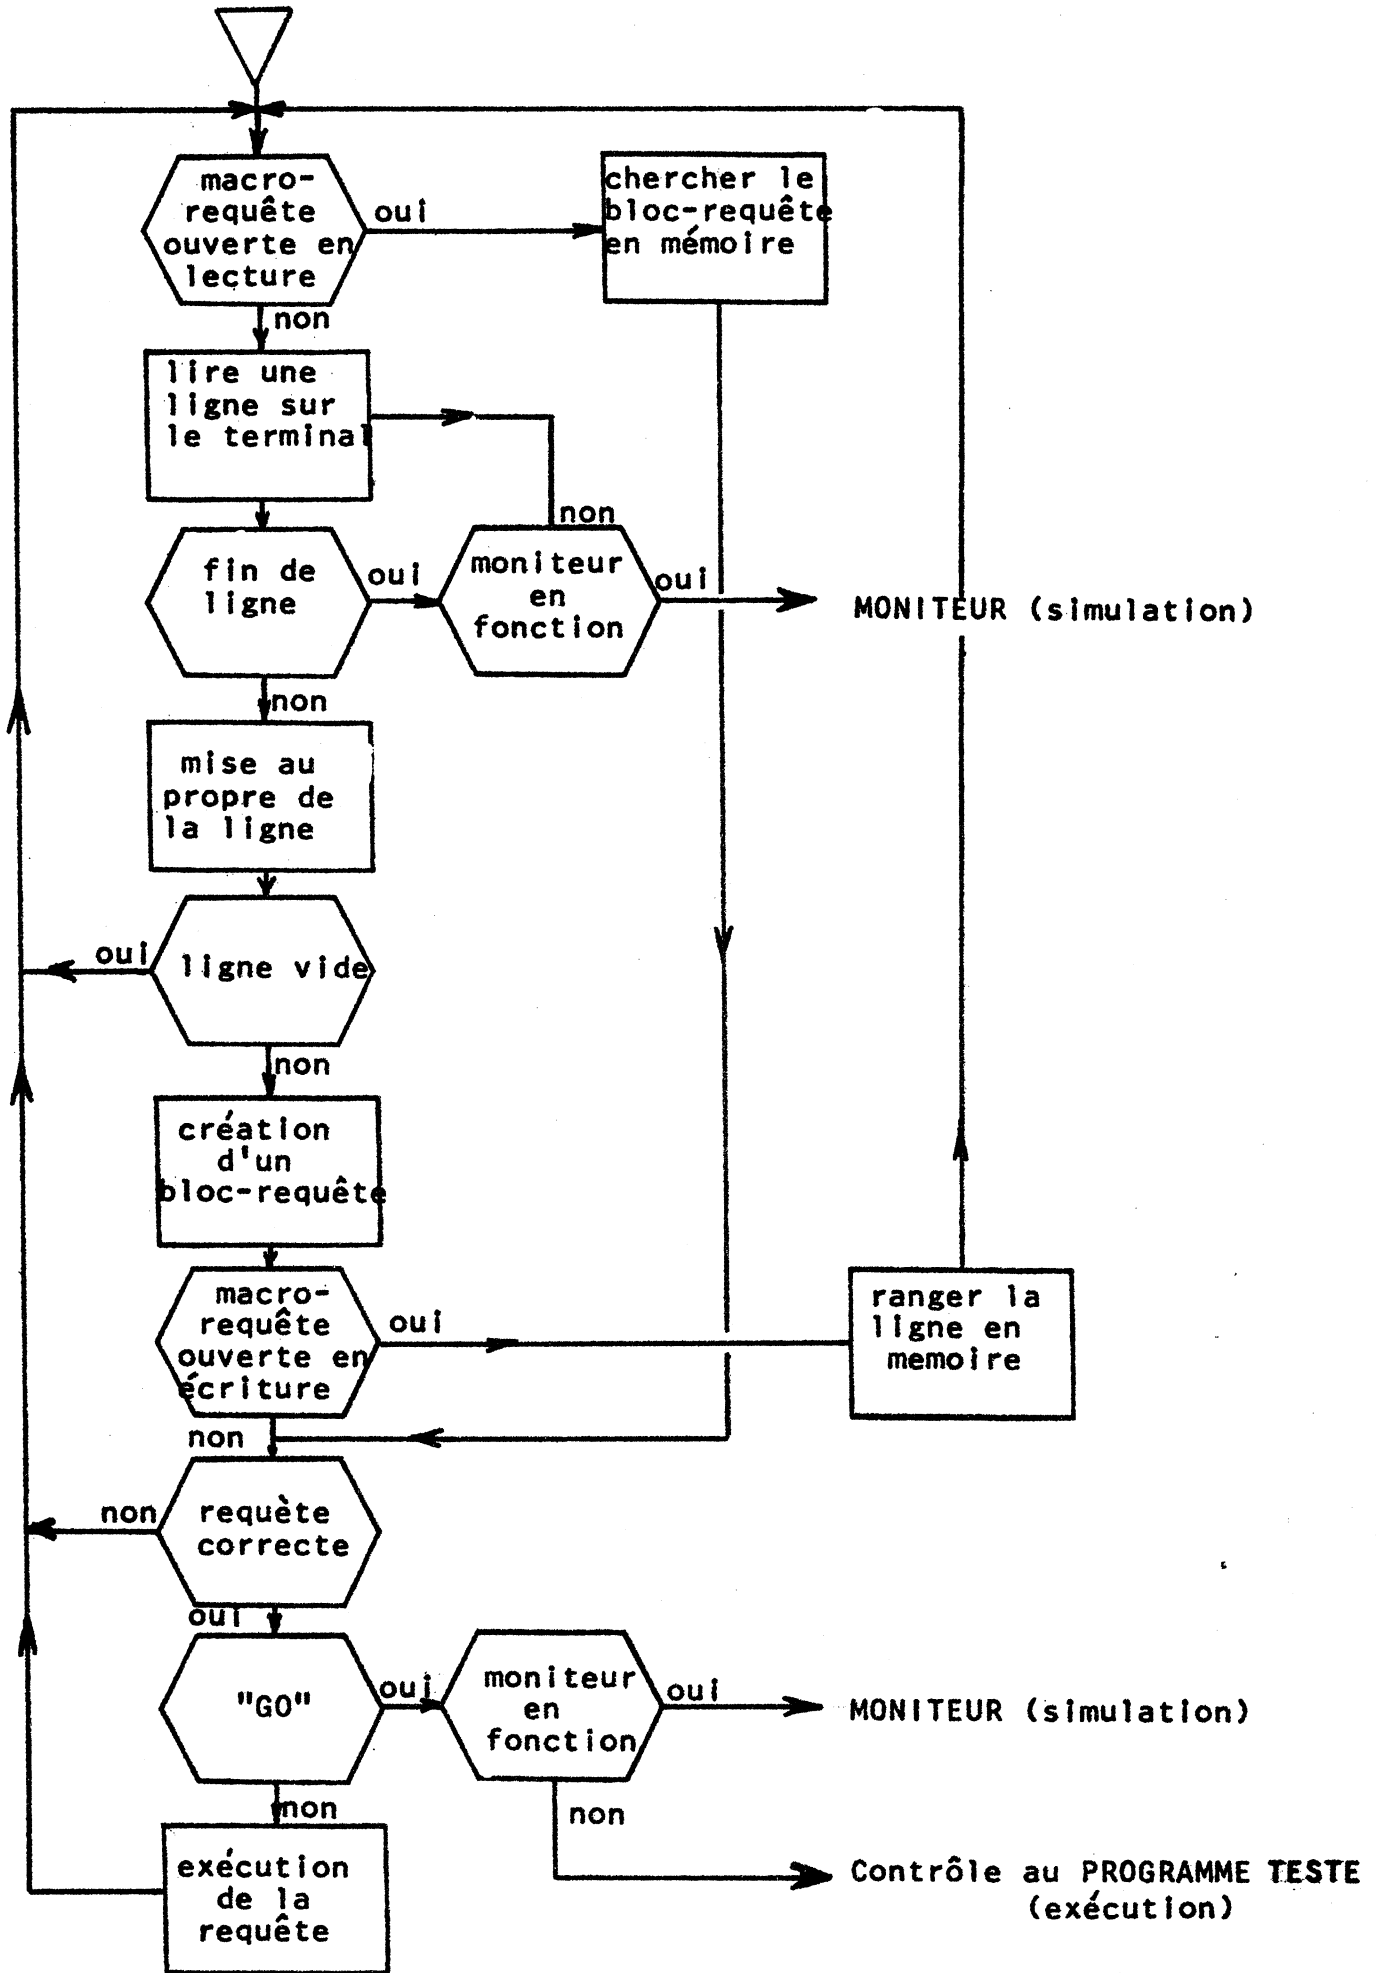 macro-
requête
ouverte en
lecture
oui
chercher le
bloc-requête
en mémoire
non
lire une
ligne sur
le terminal
non
fin de
ligne
oui
moniteur
en
fonction
oui
MONITEUR (simulation)
non
mise au
propre de
la ligne
oui
ligne vide
non
création
d'un
bloc-requête
macro-
requête
ouverte en
écriture
oui
ranger la
ligne en
memoire
non
non
requète
correcte
oui
"GO"
oui
moniteur
en
fonction
oui
MONITEUR (simulation)
non
non
exécution
de la
requête
Contrôle au PROGRAMME TESTE
(exécution)